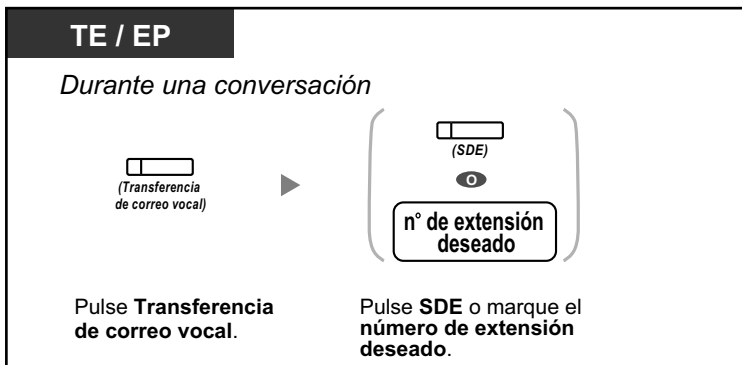 TE / EP
Durante una conversación
(Transferencia
de correo vocal)
(SDE)
O
n° de extensión
deseado
Pulse Transferencia
de correo vocal.
Pulse SDE o marque el
número de extensión
deseado.